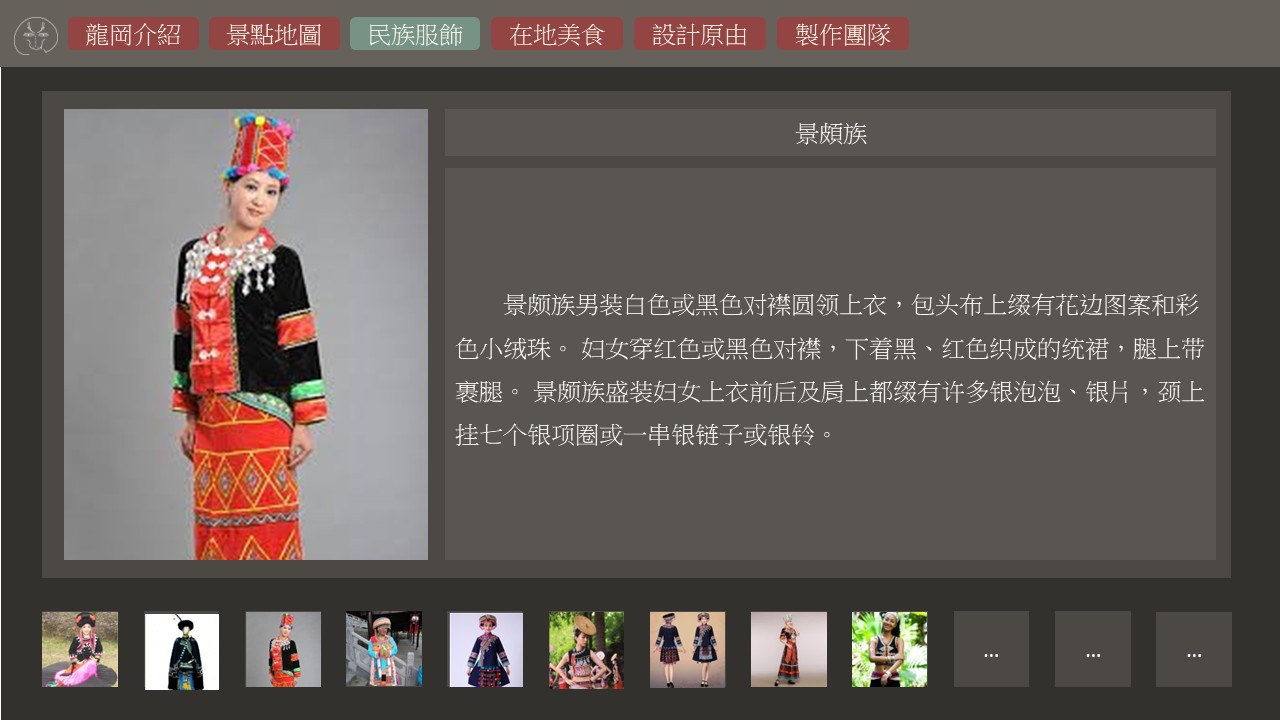 龍岡介紹 景點地圖 民族服飾 在地美食 設計原由 製作團隊
景頗族
景颇族男装白色或黑色对襟圆领上衣，包头布上缀有花边图案和彩
色小绒珠。 妇女穿红色或黑色对襟，下着黑、红色织成的统裙，腿上带
裹腿。 景颇族盛装妇女上衣前后及肩上都缀有许多银泡泡、银片，颈上
挂七个银项圈或一串银链子或银铃。
... ... ...